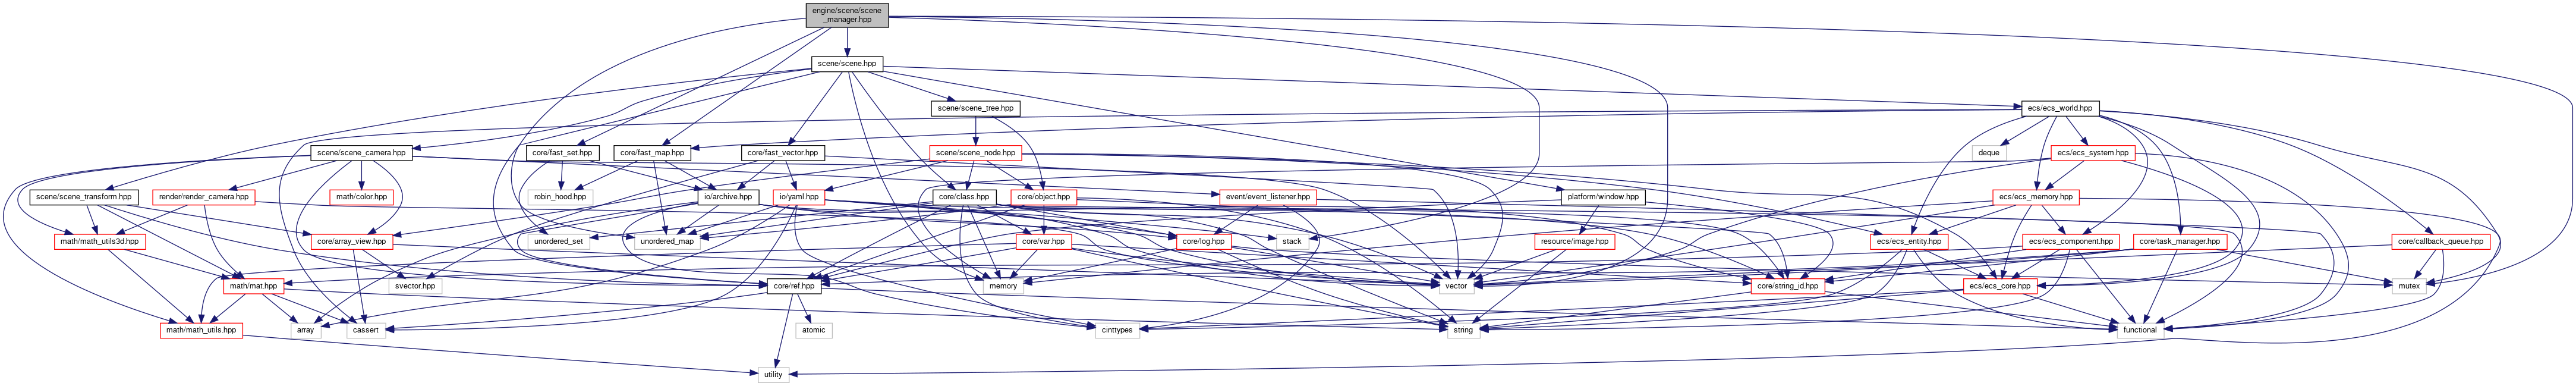 engine/scene/scene
_manager.hpp
scene/scene.hpp
scene/scene_tree.hpp
ecs/ecs_world.hpp
scene/scene_camera.hpp
core/fast_set.hpp
core/fast_map.hpp
core/fast_vector.hpp
scene/scene_node.hpp
deque
ecs/ecs_system.hpp
scene/scene_transform.hpp
render/render_camera.hpp
math/color.hpp
robin_hood.hpp
io/archive.hpp
io/yaml.hpp
core/class.hpp
core/object.hpp
event/event_listener.hpp
platform/window.hpp
ecs/ecs_memory.hpp
math/math_utils3d.hpp
core/array_view.hpp
unordered_set
unordered_map
core/var.hpp
core/log.hpp
stack
resource/image.hpp
ecs/ecs_entity.hpp
ecs/ecs_component.hpp
core/task_manager.hpp
core/callback_queue.hpp
math/mat.hpp
svector.hpp
core/ref.hpp
memory
vector
core/string_id.hpp
ecs/ecs_core.hpp
mutex
math/math_utils.hpp
array
cassert
atomic
cinttypes
string
functional
utility